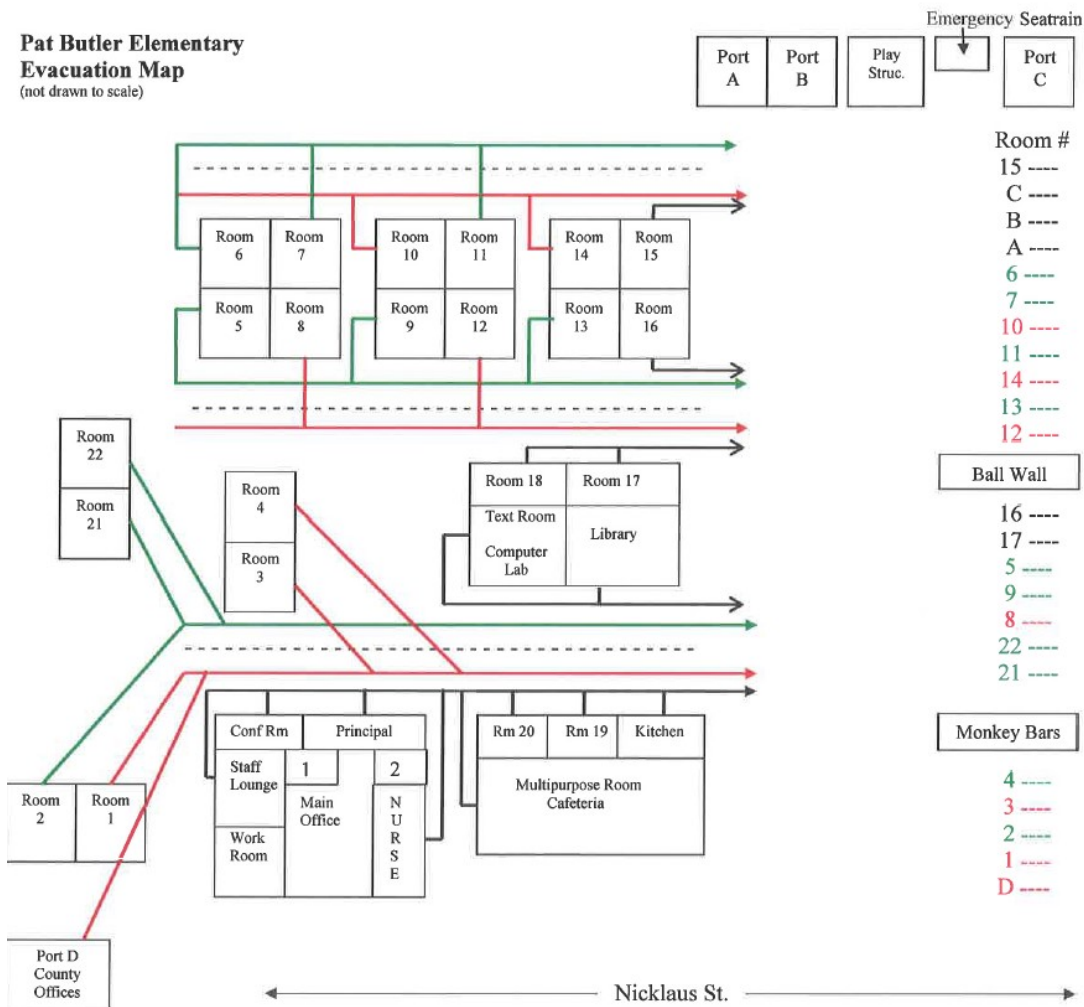 Pat Butler Elementary
Evacuation Map
(not drawn to scale)
Emergency Seatrain
Port
A
Port
B
Play
Struc.
Port
C
Room #
15 ----
C ----
B ----
A ----
6 ----
7 ----
10 ----
11 ----
14 ----
13 ----
12 ----
Ball Wall
16 ----
17 ----
5 ----
9 ----
8 ----
22 ----
21 ----
Monkey Bars
4 ----
3 ----
2 ----
1 ----
D ----
Room
6
Room
7
Room
5
Room
8
Room
10
Room
11
Room
9
Room
12
Room
14
Room
15
Room
13
Room
16
Room
22
Room
21
Room
4
Room
3
Room 18
Room 17
Text Room
Computer
Lab
Library
Conf Rm
Principal
Staff
Lounge
1
2
Main
Office
Work
Room
N
U
R
S
E
Rm 20
Rm 19
Kitchen
Multipurpose Room
Cafeteria
Room
2
Room
1
Port D
County
Offices
Nicklaus St.